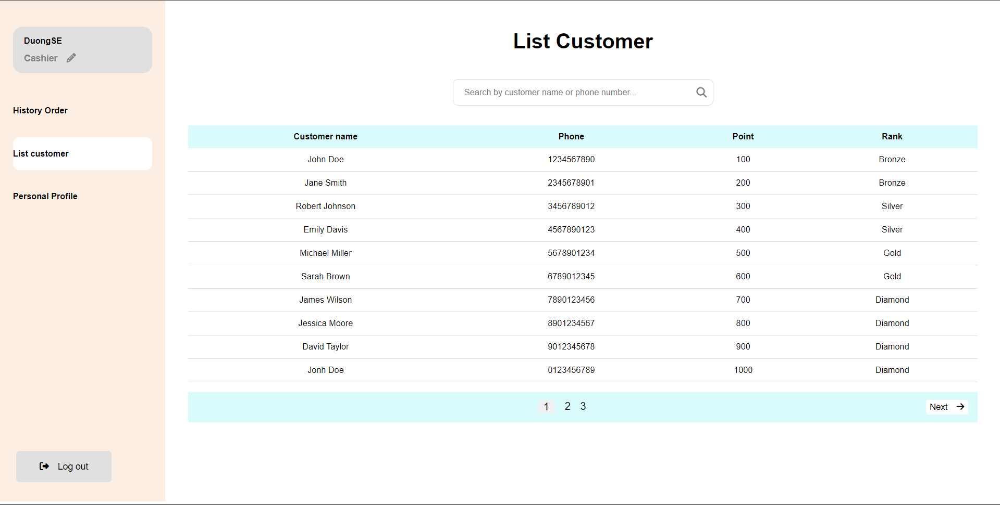 DuongSE
Cashier
History Order
List customer
Personal Profile
Log out
List Customer
Search by customer name or phone number...
Customer name Phone Point Rank
John Doe 1234567890 100 Bronze
Jane Smith 2345678901 200 Bronze
Robert Johnson 3456789012 300 Silver
Emily Davis 4567890123 400 Silver
Michael Miller 5678901234 500 Gold
Sarah Brown 6789012345 600 Gold
James Wilson 7890123456 700 Diamond
Jessica Moore 8901234567 800 Diamond
David Taylor 9012345678 900 Diamond
Jonh Doe 0123456789 1000 Diamond
1 2 3 Next